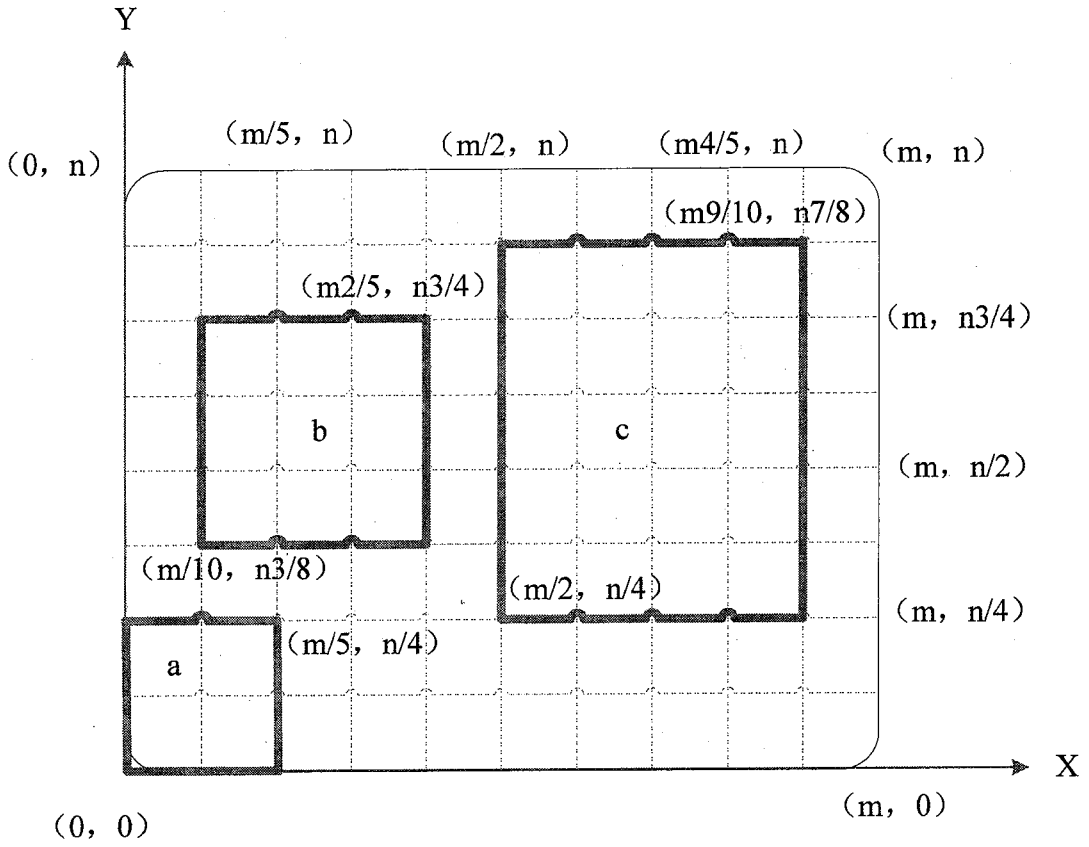 Y
(m/5, n)
(m/2, n)
(m4/5, n)
(m, n)
(0, n)
(m9/10, n7/8)
(m2/5, n3/4)
(m, n3/4)
b
c
(m, n/2)
(m/10, n3/8)
(m/2, n/4)
(m, n/4)
(m/5, n/4)
a
X
(m, 0)
(0, 0)